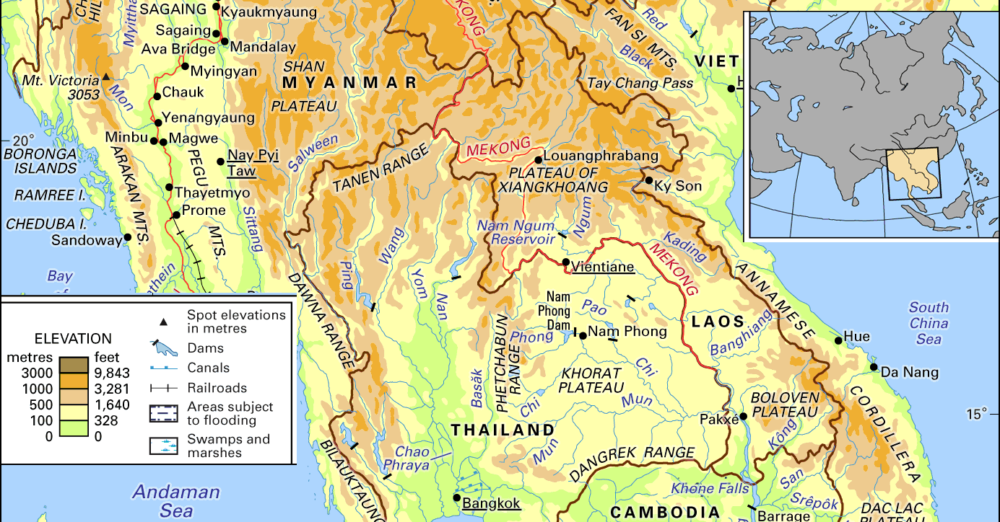 SAGAING
Kyaukmyaung
Myittha
Sagaing
Ava Bridge
Mandalay
Myingyan
Mt. Victoria
3053
Mon
Chauk
Yenangyaung
Minbu
Magwe
20°
BORONGA
ISLANDS
RAMREE I.
CHEDUBA I.
Sandoway
ARAKAN MTS.
PEGU
MTS.
Nay Pyi
Taw
Thayetmyo
Prome
Sittang
Bay
SHAN
MYANMAR
PLATEAU
Salween
TANEN RANGE
KONG
MEKONG
Louangphrabang
PLATEAU OF
XIANGKHOANG
Red
FAN SI MTS.
Black
VIET
Tay Chang Pass
Ky Son
Nam Ngum
Reservoir
Ngum
Kading
Vientiane
MEKONG
Ping
Wang
Yom
Nan
DAWNA RANGE
Nam
Phong
Dam
Pao
Phong
Nam Phong
LAOS
Banghiang
ANNAMESE
CORDILLERA
Hue
Da Nang
South
China
Sea
PHETCHABUN
RANGE
Basăk
Chi
Chi
KHORAT
PLATEAU
Mun
Mun
BOLOVEN
PLATEAU
Pakxé
Kông
15°
THAILAND
Chao
Phraya
BILAUKTAUNG
DANGREK RANGE
Khone Falls
San
Srêpôk
DAC LAC
PLATEAU
Bangkok
CAMBODIA
Barrage
Andaman
Sea
ELEVATION
metres feet
3000 9,843
1000 3,281
500 1,640
100 328
0 0
Spot elevations
in metres
Dams
Canals
Railroads
Areas subject
to flooding
Swamps and
marshes